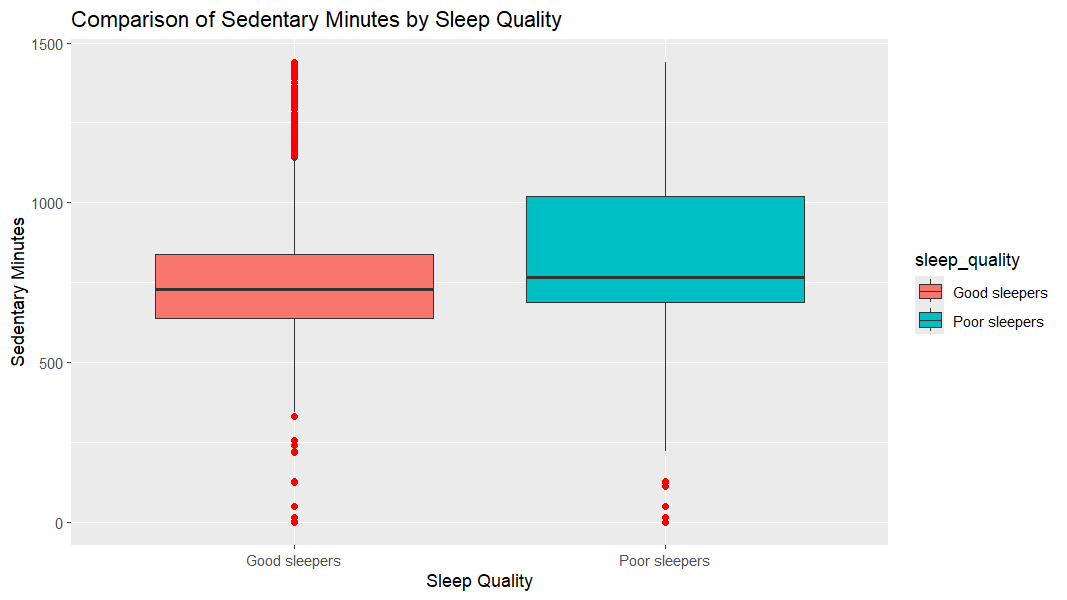 Comparison of Sedentary Minutes by Sleep Quality
1500
1000
500
0
Sedentary Minutes
Good sleepers
Poor sleepers
Sleep Quality
sleep_quality
Good sleepers
Poor sleepers